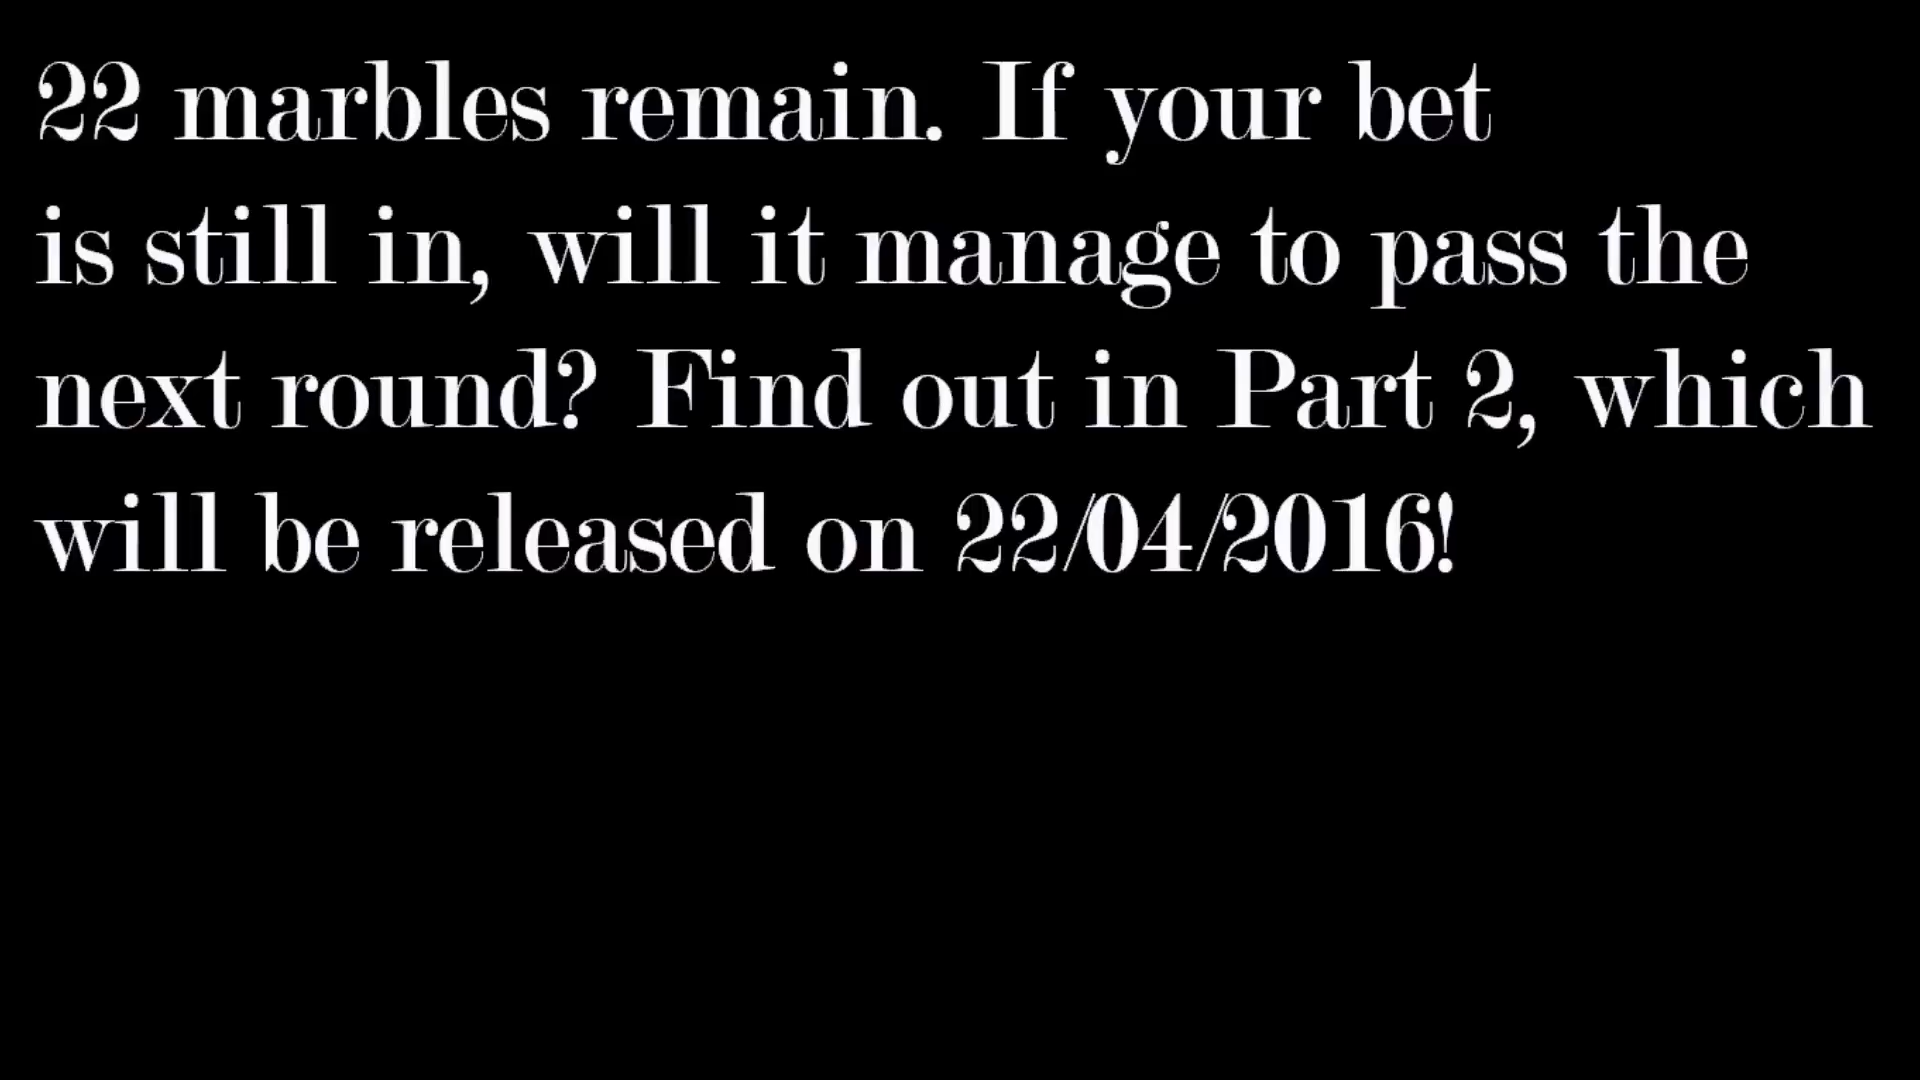 22 marbles remain. If your bet
is still in, will it manage to pass the
next round? Find out in Part 2, which
will be released on 22/04/2016!